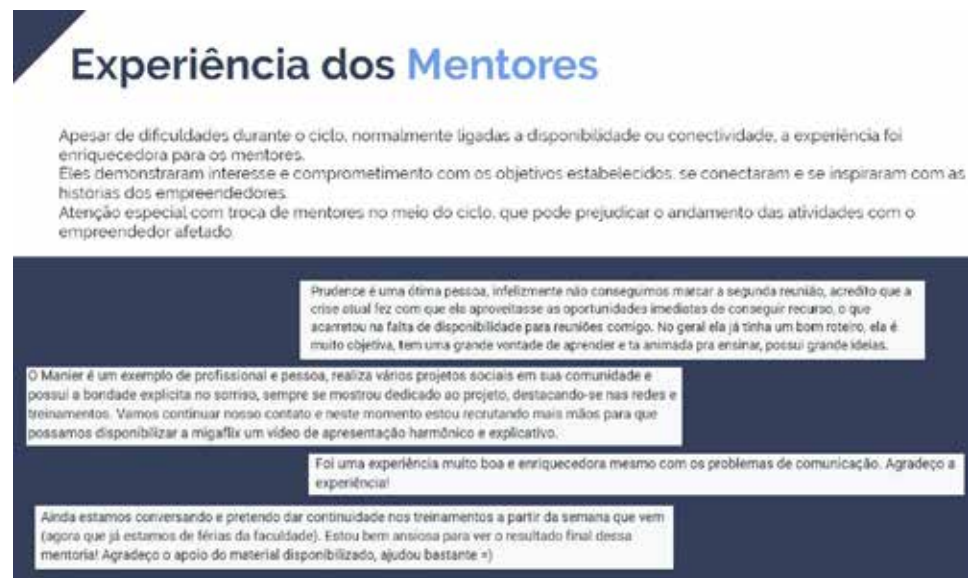 Experiência dos Mentores
Apesar de dificuldades durante o ciclo, normalmente ligadas a disponibilidade ou conectividade, a experiência foi
enriquecedora para os mentores.
Eles demonstraram interesse e comprometimento com os objetivos estabelecidos, se conectaram e se inspiraram com as
historias dos empreendedores.
Atenção especial com troca de mentores no meio do ciclo, que pode prejudicar o andamento das atividades com o
empreendedor afetado.
Prudence é uma ótima pessoa, infelizmente não conseguimos marcar a segunda reunião, acredito que a
crise atual fez com que ela aproveitasse as oportunidades imediatas de conseguir recurso, o que
acarretou na falta de disponibilidade para reuniões comigo. No geral ela já tinha um bom roteiro, ela é
muito objetiva, tem uma grande vontade de aprender e ta animada pra ensinar, possui grande ideias.
O Manier é um exemplo de profissional e pessoa, realiza vários projetos sociais em sua comunidade e
possui a bondade explicita no sorriso, sempre se mostrou dedicado ao projeto, destacando-se nas redes e
treinamentos. Vamos continuar nosso contato e neste momento estou recrutando mais mãos para que
possamos disponibilizar a migaflix um vídeo de apresentação harmônico e explicativo.
Foi uma experiência muito boa e enriquecedora mesmo com os problemas de comunicação. Agradeço a
experiência!
Ainda estamos conversando e pretendo dar continuidade nos treinamentos a partir da semana que vem
(agora que já estamos de férias da faculdade). Estou bem ansiosa para ver o resultado final dessa
mentoria! Agradeço o apoio do material disponibilizado, ajudou bastante =)